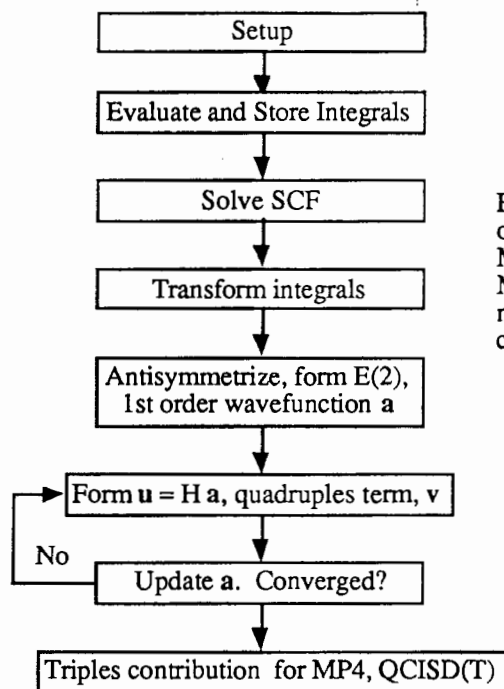 Setup
Evaluate and Store Integrals
Solve SCF
Transform integrals
Antisymmetrize, form E(2),
1st order wavefunction a
Form u = H a, quadruples term, v
No
Update a. Converged?
Triples contribution for MP4, QCISD(T)